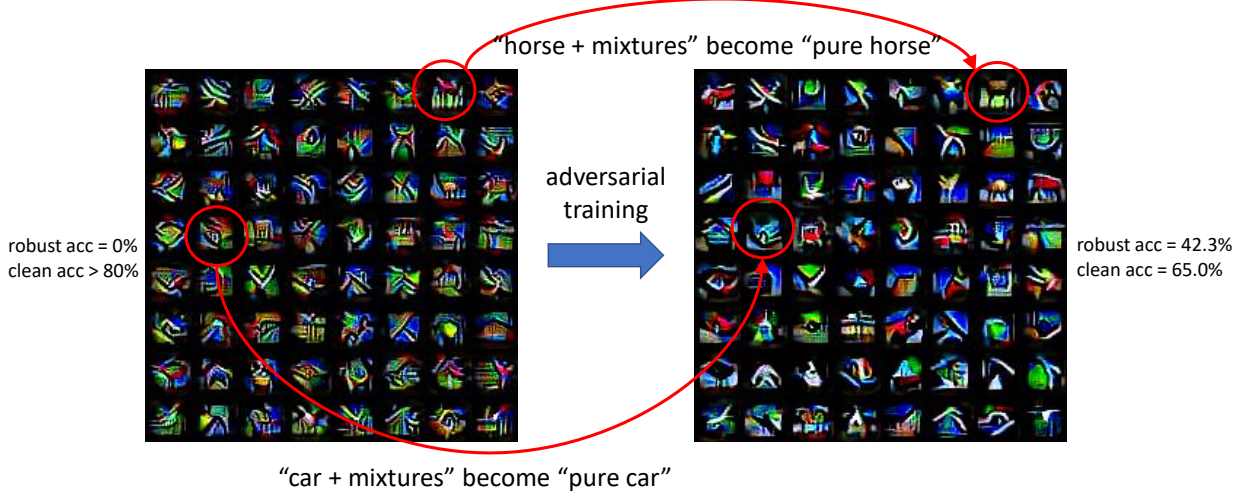 “horse + mixtures” become “pure horse”
adversarial
training
robust acc = 0%
clean acc > 80%
robust acc = 42.3%
clean acc = 65.0%
“car + mixtures” become “pure car”